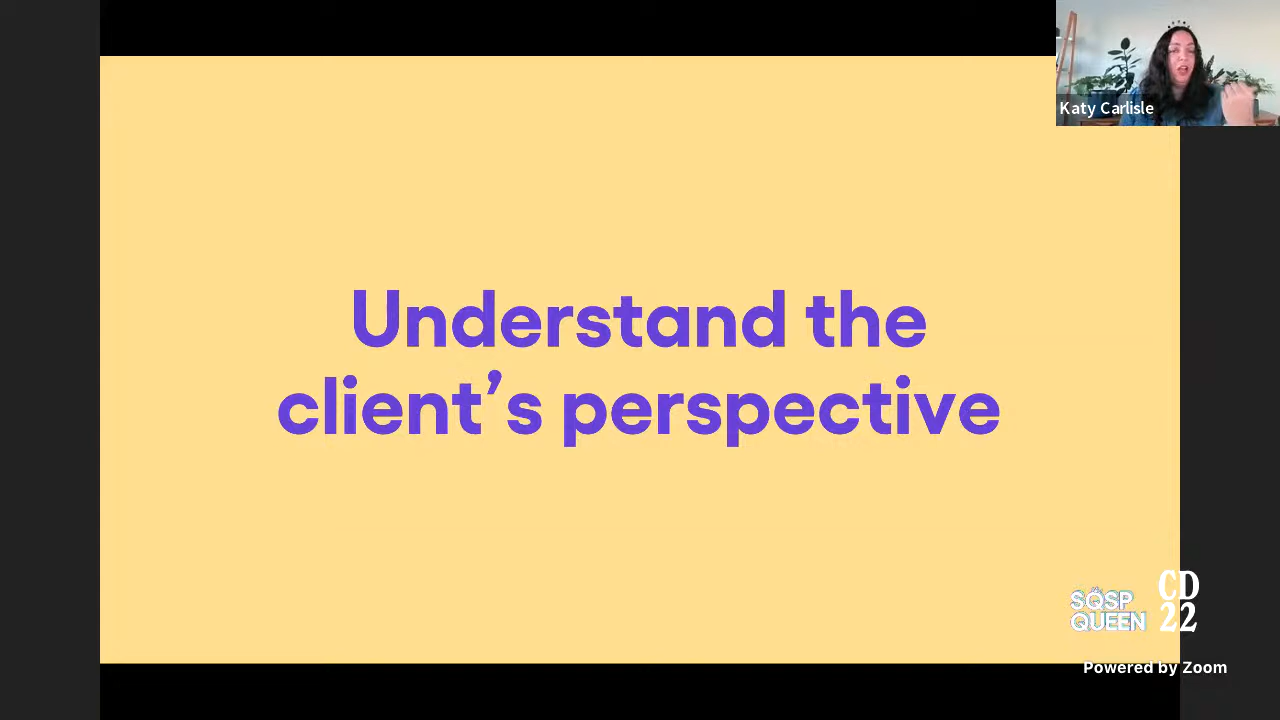 Katy Carlisle
Understand the
client’s perspective
SQSP
QUEEN
CD
22
Powered by Zoom